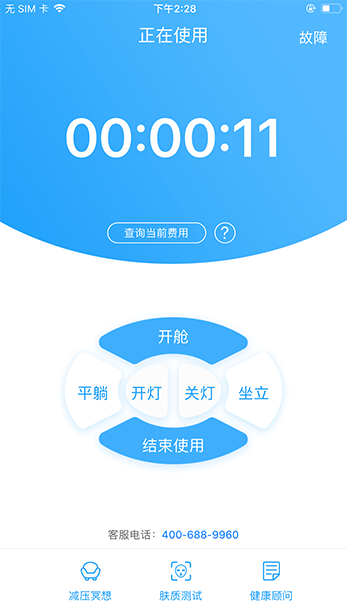 无 SIM 卡 下午2:28
正在使用 故障
00:00:11
查询当前费用 ?
开舱
平躺 开灯 关灯 坐立
结束使用
客服电话：400-688-9960
减压冥想 肤质测试 健康顾问